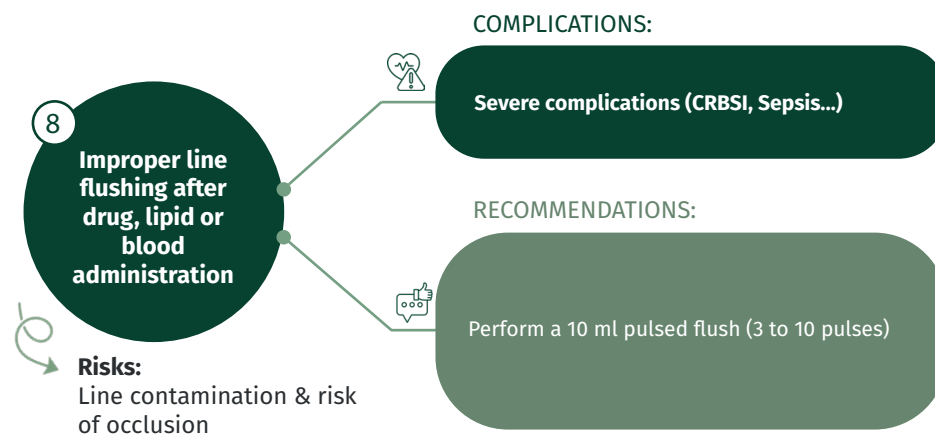 COMPLICATIONS:
Severe complications (CRBSI, Sepsis...)
8
Improper line
flushing after
drug, lipid or
blood
administration
RECOMMENDATIONS:
Perform a 10 ml pulsed flush (3 to 10 pulses)
Risks:
Line contamination & risk
of occlusion